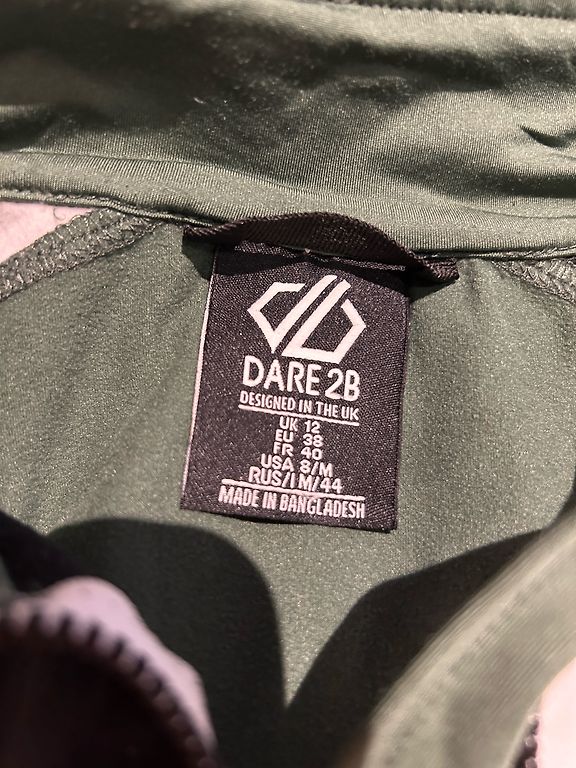 DARE 2B
DESIGNED IN THE UK
UK 12
EU 38
FR 40
USA 8/M
RUS/I M/44
MADE IN BANGLADESH